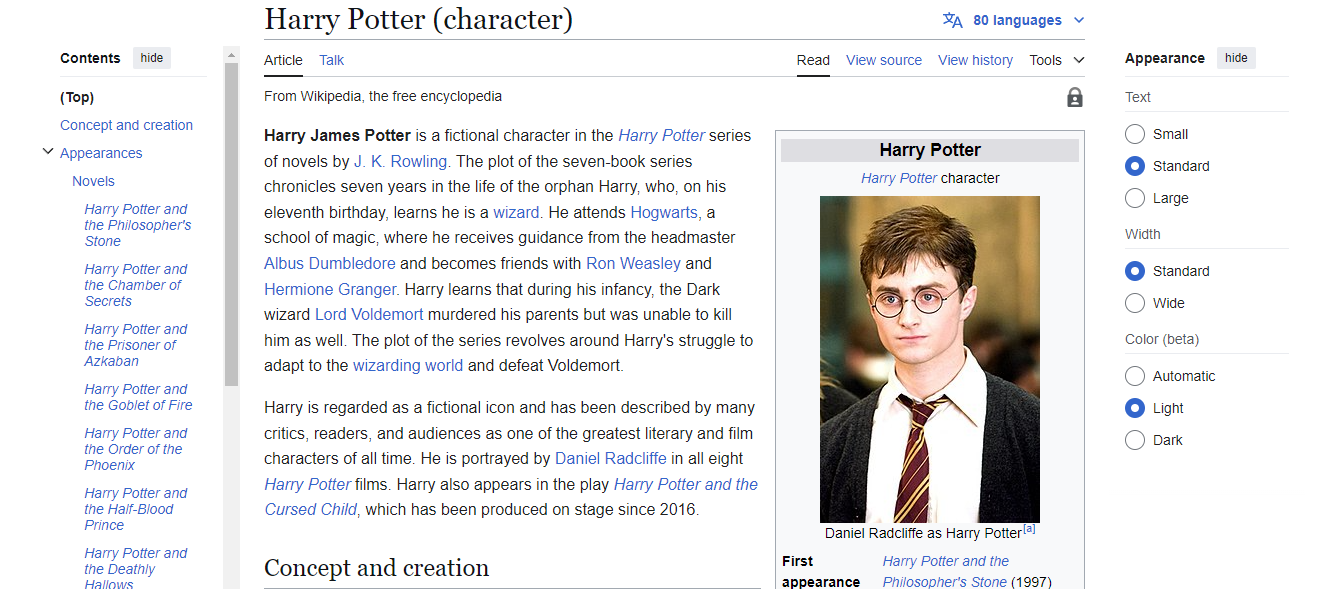 Harry Potter (character)
80 languages
Contents hide
(Top)
Concept and creation
Appearances
Novels
Harry Potter and
the Philosopher's
Stone
Harry Potter and
the Chamber of
Secrets
Harry Potter and
the Prisoner of
Azkaban
Harry Potter and
the Goblet of Fire
Harry Potter and
the Order of the
Phoenix
Harry Potter and
the Half-Blood
Prince
Harry Potter and
the Deathly
Hallows
Article Talk
Read View source View history Tools
From Wikipedia, the free encyclopedia
Harry James Potter is a fictional character in the Harry Potter series
of novels by J. K. Rowling. The plot of the seven-book series
chronicles seven years in the life of the orphan Harry, who, on his
eleventh birthday, learns he is a wizard. He attends Hogwarts, a
school of magic, where he receives guidance from the headmaster
Albus Dumbledore and becomes friends with Ron Weasley and
Hermione Granger. Harry learns that during his infancy, the Dark
wizard Lord Voldemort murdered his parents but was unable to kill
him as well. The plot of the series revolves around Harry's struggle to
adapt to the wizarding world and defeat Voldemort.
Harry is regarded as a fictional icon and has been described by many
critics, readers, and audiences as one of the greatest literary and film
characters of all time. He is portrayed by Daniel Radcliffe in all eight
Harry Potter films. Harry also appears in the play Harry Potter and the
Cursed Child, which has been produced on stage since 2016.
Concept and creation
Harry Potter
Harry Potter character
Daniel Radcliffe as Harry Potter[a]
First Harry Potter and the
appearance Philosopher's Stone (1997)
Appearance hide
Text
Small
Standard
Large
Width
Standard
Wide
Color (beta)
Automatic
Light
Dark